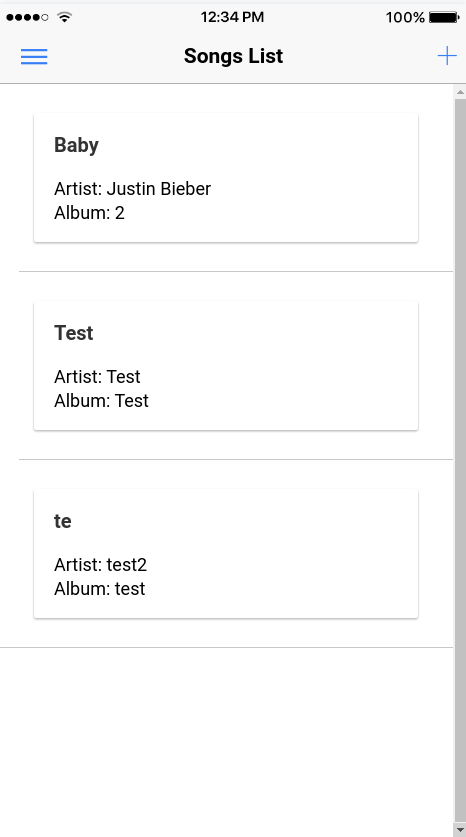 12:34 PM 100%
Songs List
Baby
Artist: Justin Bieber
Album: 2
Test
Artist: Test
Album: Test
te
Artist: test2
Album: test